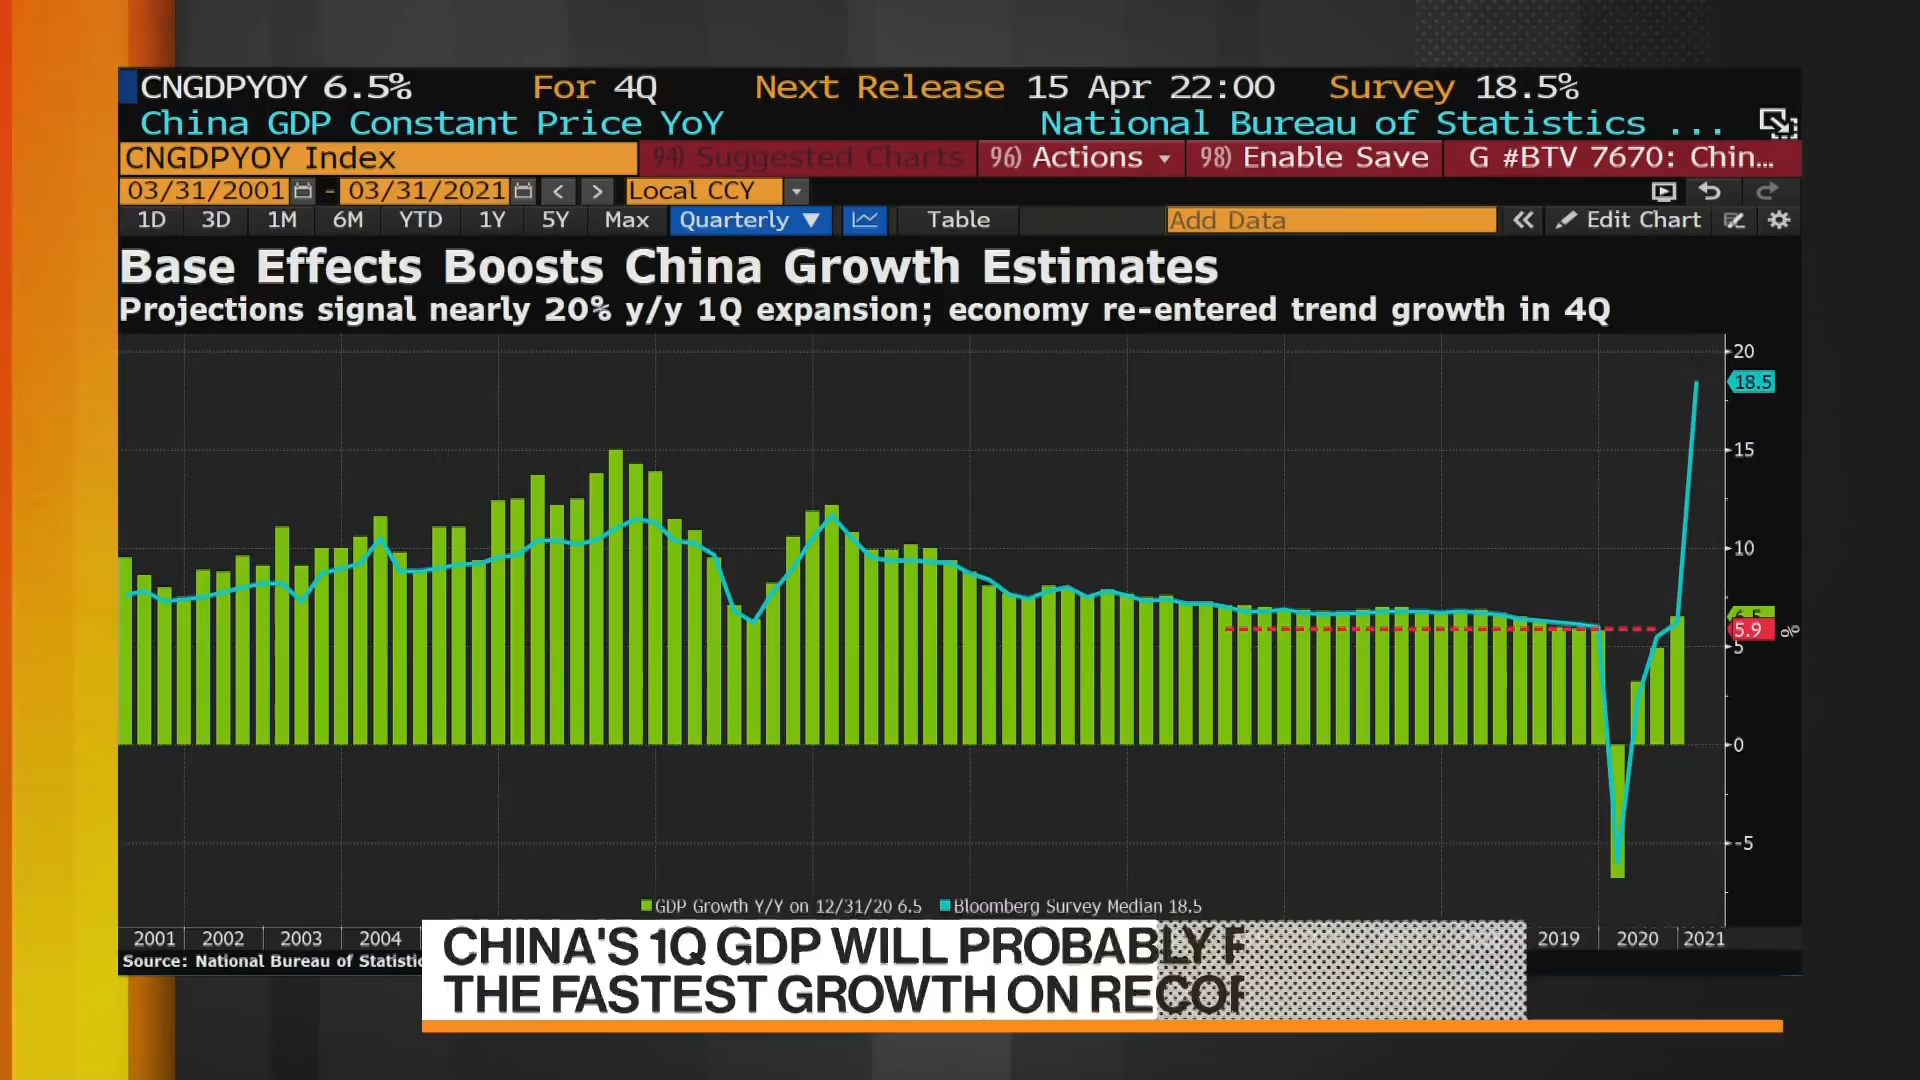 CNGDPYOY 6.5% For 4Q Next Release 15 Apr 22:00 Survey 18.5%
China GDP Constant Price YoY National Bureau of Statistics ...
CNGDPYOY Index 94) Suggested Charts 96) Actions 98) Enable Save G #BTV 7670: Chin...
03/31/2001 - 03/31/2021 < > Local CCY
1D 3D 1M 6M YTD 1Y 5Y Max Quarterly ▼ Table Add Data « Edit Chart
Base Effects Boosts China Growth Estimates
Projections signal nearly 20% y/y 1Q expansion; economy re-entered trend growth in 4Q
20
18.5
15
10
6.5
5.9
%
5
0
-5
GDP Growth Y/Y on 12/31/20 6.5 Bloomberg Survey Median 18.5
2001 2002 2003 2004 2019 2020 2021
Source: National Bureau of Statistic
CHINA'S 1Q GDP WILL PROBABLY
THE FASTEST GROWTH ON RECOR